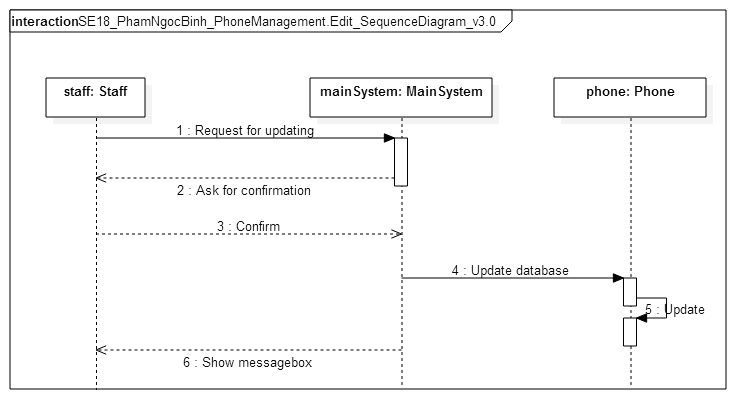 interactionSE18_PhamNgocBinh_PhoneManagement.Edit_SequenceDiagram_v3.0
staff: Staff
mainSystem: MainSystem
phone: Phone
1 : Request for updating
2 : Ask for confirmation
3 : Confirm
4 : Update database
5 : Update
6 : Show messagebox